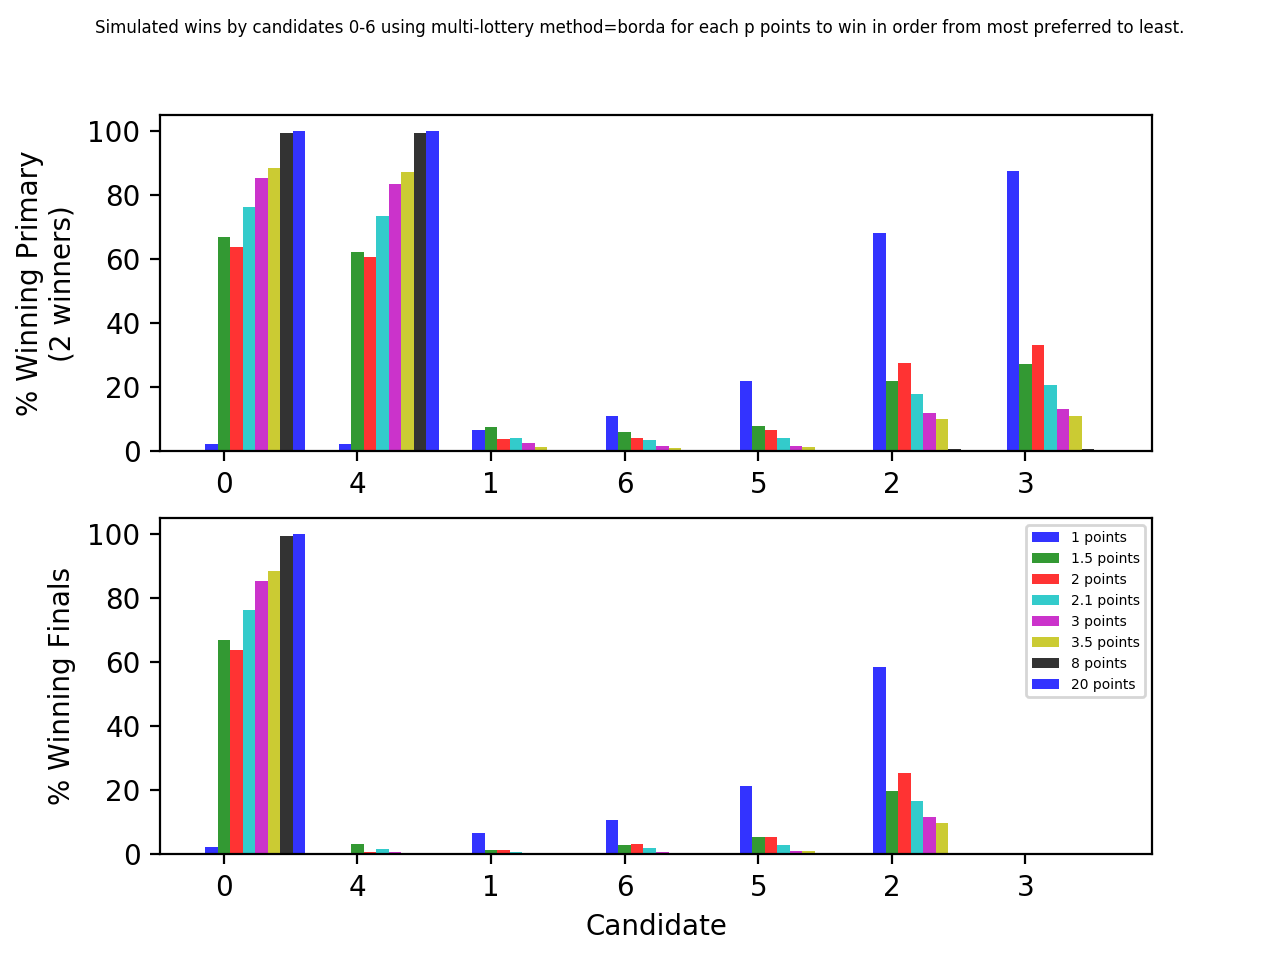 Simulated wins by candidates 0-6 using multi-lottery method=borda for each p points to win in order from most preferred to least.
% Winning Primary
(2 winners)
100
80
60
40
20
0
0 4 1 6 5 2 3
% Winning Finals
100
80
60
40
20
0
1 points
1.5 points
2 points
2.1 points
3 points
3.5 points
8 points
20 points
0 4 1 6 5 2 3
Candidate